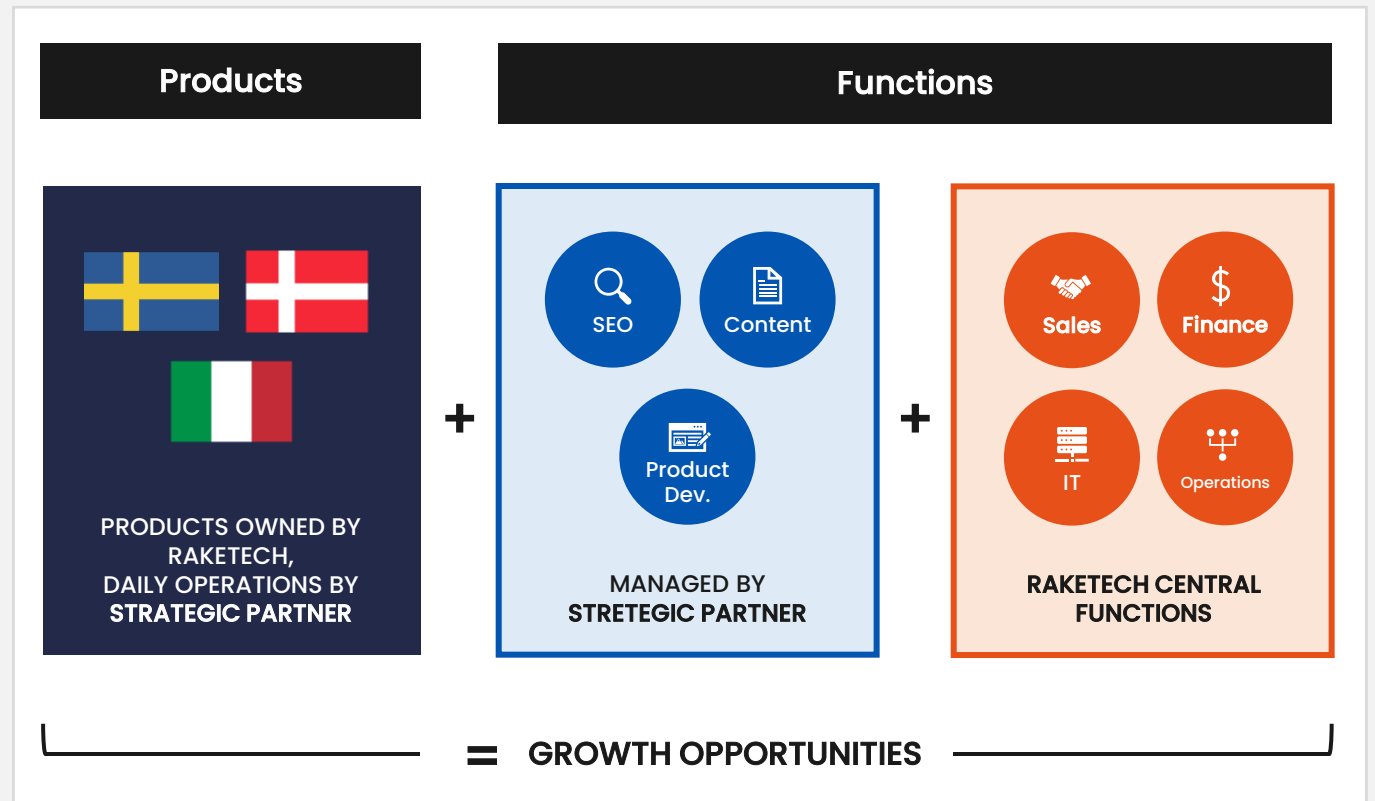 Products
Functions
PRODUCTS OWNED BY
RAKETECH,
DAILY OPERATIONS BY
STRATEGIC PARTNER
+
SEO
Content
Product
Dev.
MANAGED BY
STRETEGIC PARTNER
+
Sales
$
Finance
IT
Operations
RAKETECH CENTRAL
FUNCTIONS
= GROWTH OPPORTUNITIES